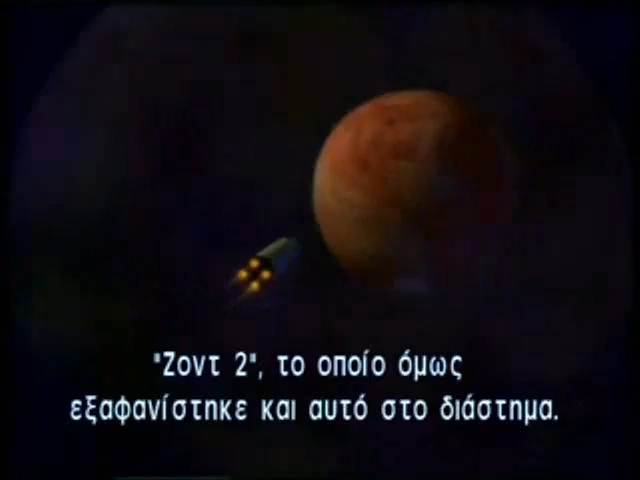 "Ζοντ 2", το οποίο όμως
εξαφανίστηκε και αυτό στο διάστημα.